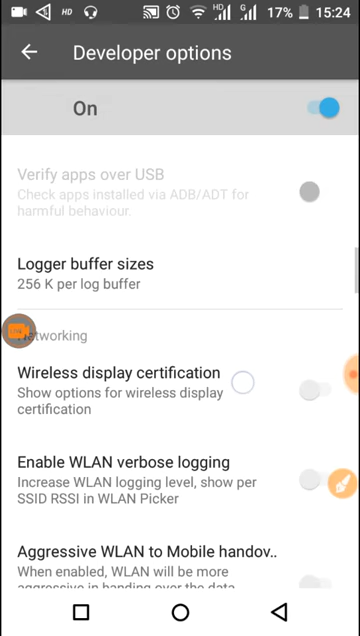 HD HD G 17% 15:24
Developer options
On
Verify apps over USB
Check apps installed via ADB/ADT for
harmful behaviour.
Logger buffer sizes
256 K per log buffer
etworking
Wireless display certification
Show options for wireless display
certification
Enable WLAN verbose logging
Increase WLAN logging level, show per
SSID RSSI in WLAN Picker
Aggressive WLAN to Mobile handov..
When enabled, WLAN will be more
aggressive in handing over the data